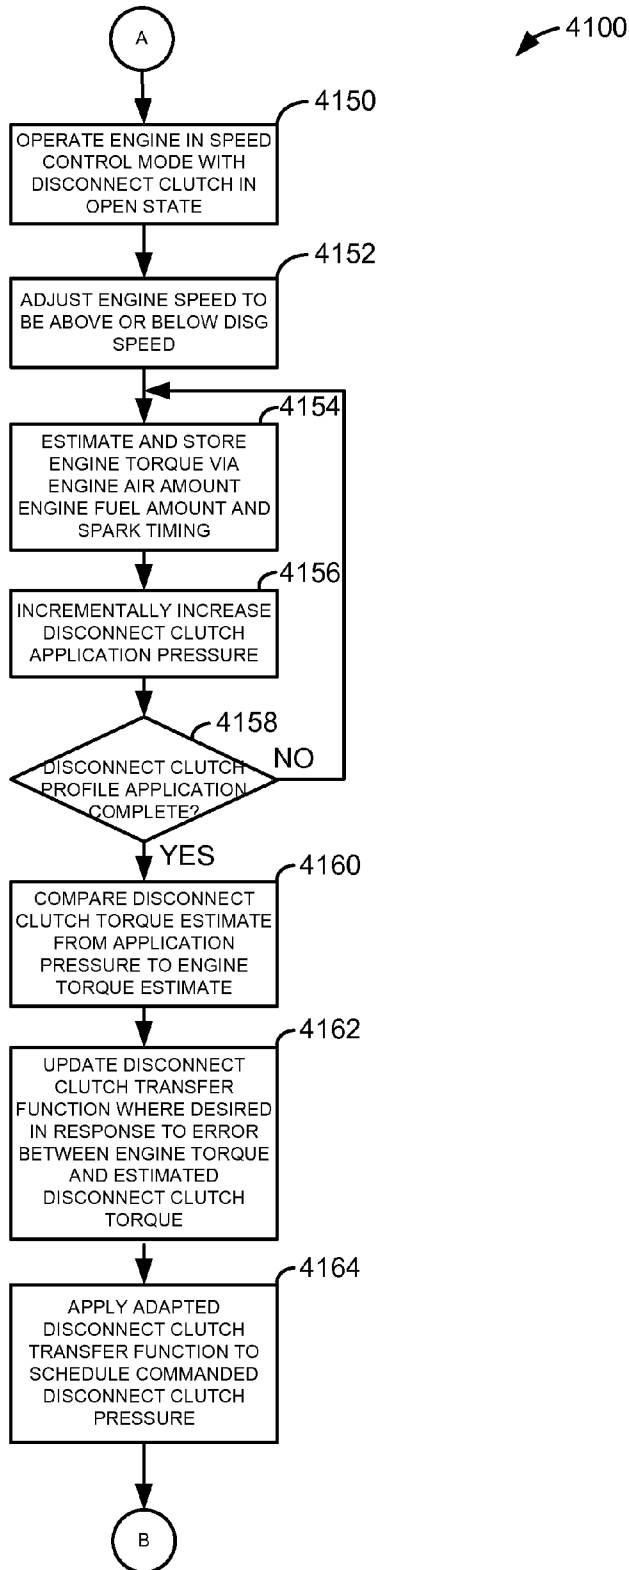 A
4100
4150
OPERATE ENGINE IN SPEED
CONTROL MODE WITH
DISCONNECT CLUTCH IN
OPEN STATE
4152
ADJUST ENGINE SPEED TO
BE ABOVE OR BELOW DISG
SPEED
4154
ESTIMATE AND STORE
ENGINE TORQUE VIA
ENGINE AIR AMOUNT
ENGINE FUEL AMOUNT AND
SPARK TIMING
4156
INCREMENTALLY INCREASE
DISCONNECT CLUTCH
APPLICATION PRESSURE
4158
DISCONNECT CLUTCH
PROFILE APPLICATION
COMPLETE?
NO
YES
4160
COMPARE DISCONNECT
CLUTCH TORQUE ESTIMATE
FROM APPLICATION
PRESSURE TO ENGINE
TORQUE ESTIMATE
4162
UPDATE DISCONNECT
CLUTCH TRANSFER
FUNCTION WHERE DESIRED
IN RESPONSE TO ERROR
BETWEEN ENGINE TORQUE
AND ESTIMATED
DISCONNECT CLUTCH
TORQUE
4164
APPLY ADAPTED
DISCONNECT CLUTCH
TRANSFER FUNCTION TO
SCHEDULE COMMANDED
DISCONNECT CLUTCH
PRESSURE
B